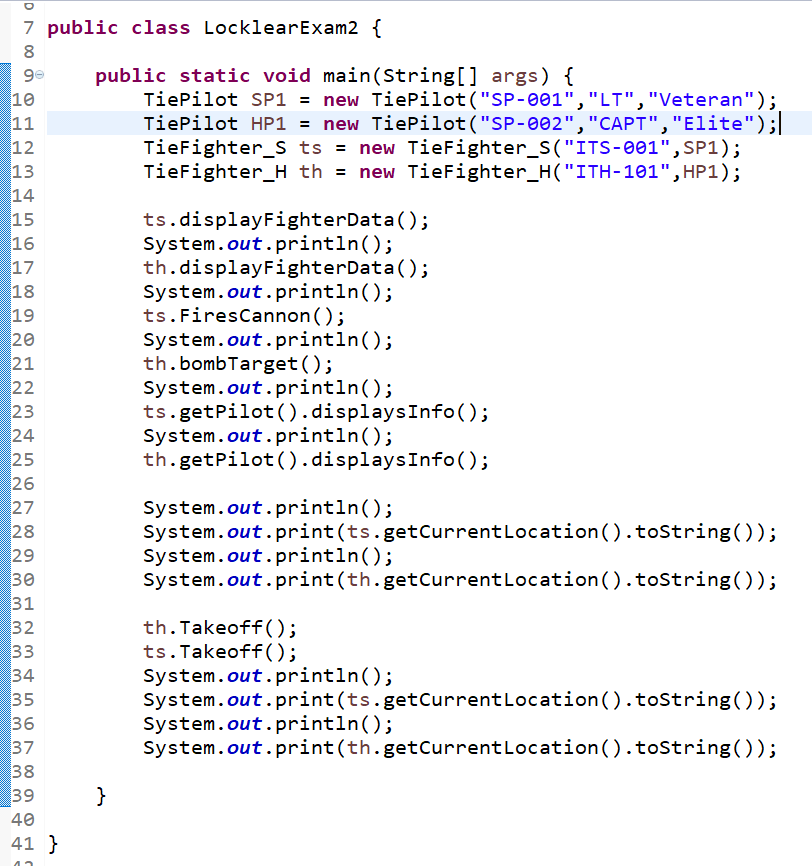 7 public class LocklearExam2 {
8
9 public static void main(String[] args) {
10 TiePilot SP1 = new TiePilot("SP-001","LT","Veteran");
11 TiePilot HP1 = new TiePilot("SP-002","CAPT","Elite");
12 TieFighter_S ts = new TieFighter_S("ITS-001",SP1);
13 TieFighter_H th = new TieFighter_H("ITH-101",HP1);
14
15 ts.displayFighterData();
16 System.out.println();
17 th.displayFighterData();
18 System.out.println();
19 ts.FiresCannon();
20 System.out.println();
21 th.bombTarget();
22 System.out.println();
23 ts.getPilot().displaysInfo();
24 System.out.println();
25 th.getPilot().displaysInfo();
26
27 System.out.println();
28 System.out.print(ts.getCurrentLocation().toString());
29 System.out.println();
30 System.out.print(th.getCurrentLocation().toString());
31
32 th.Takeoff();
33 ts.Takeoff();
34 System.out.println();
35 System.out.print(ts.getCurrentLocation().toString());
36 System.out.println();
37 System.out.print(th.getCurrentLocation().toString());
38
39 }
40
41 }